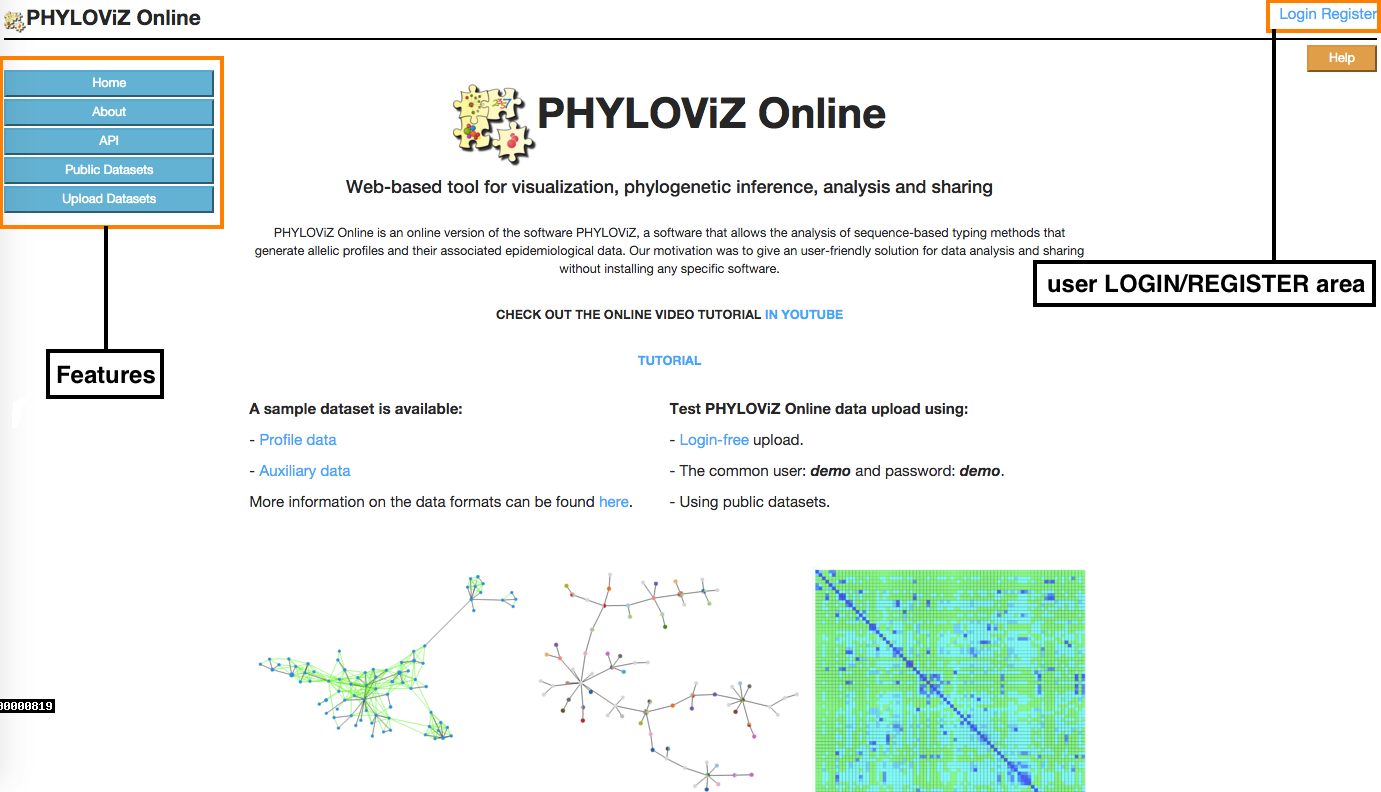 PHYLOViZ Online
Login Register
Help
Home
About
API
Public Datasets
Upload Datasets
Features
user LOGIN/REGISTER area
PHYLOViZ Online
Web-based tool for visualization, phylogenetic inference, analysis and sharing
PHYLOViZ Online is an online version of the software PHYLOViZ, a software that allows the analysis of sequence-based typing methods that
generate allelic profiles and their associated epidemiological data. Our motivation was to give an user-friendly solution for data analysis and sharing
without installing any specific software.
CHECK OUT THE ONLINE VIDEO TUTORIAL IN YOUTUBE
TUTORIAL
A sample dataset is available:
- Profile data
- Auxiliary data
More information on the data formats can be found here.
Test PHYLOViZ Online data upload using:
- Login-free upload.
- The common user: demo and password: demo.
- Using public datasets.
00000819